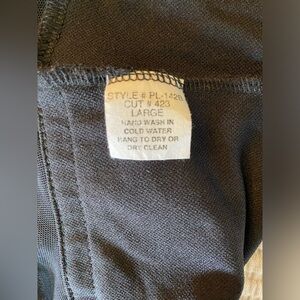 STYLE # PL-142
CUT # 423
LARGE
HAND WASH IN
COLD WATER
HANG TO DRY OR
DRY CLEAN